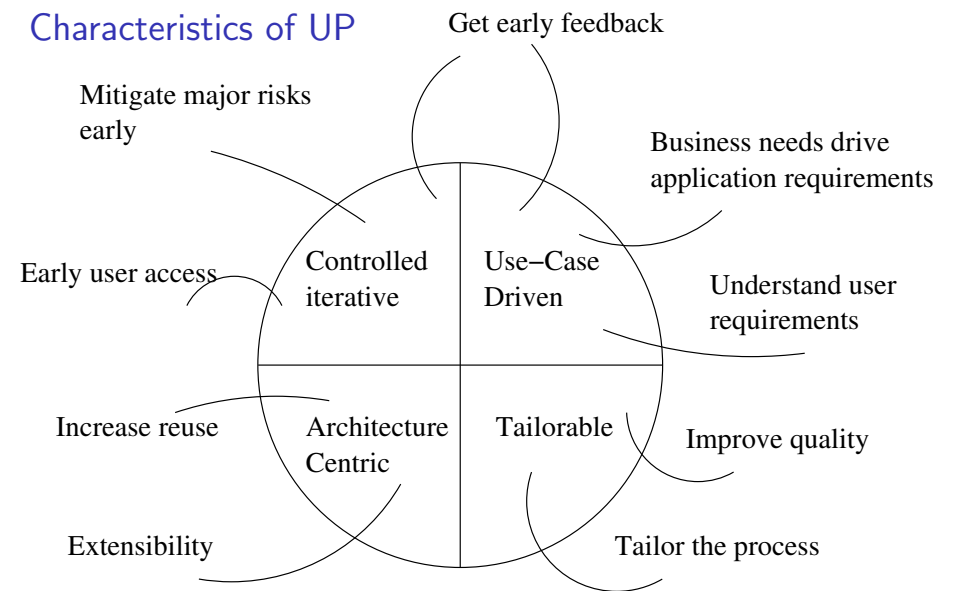 Characteristics of UP
Get early feedback
Mitigate major risks
early
Business needs drive
application requirements
Controlled
iterative
Use−Case
Driven
Early user access
Understand user
requirements
Increase reuse
Architecture
Centric
Tailorable
Improve quality
Extensibility
Tailor the process